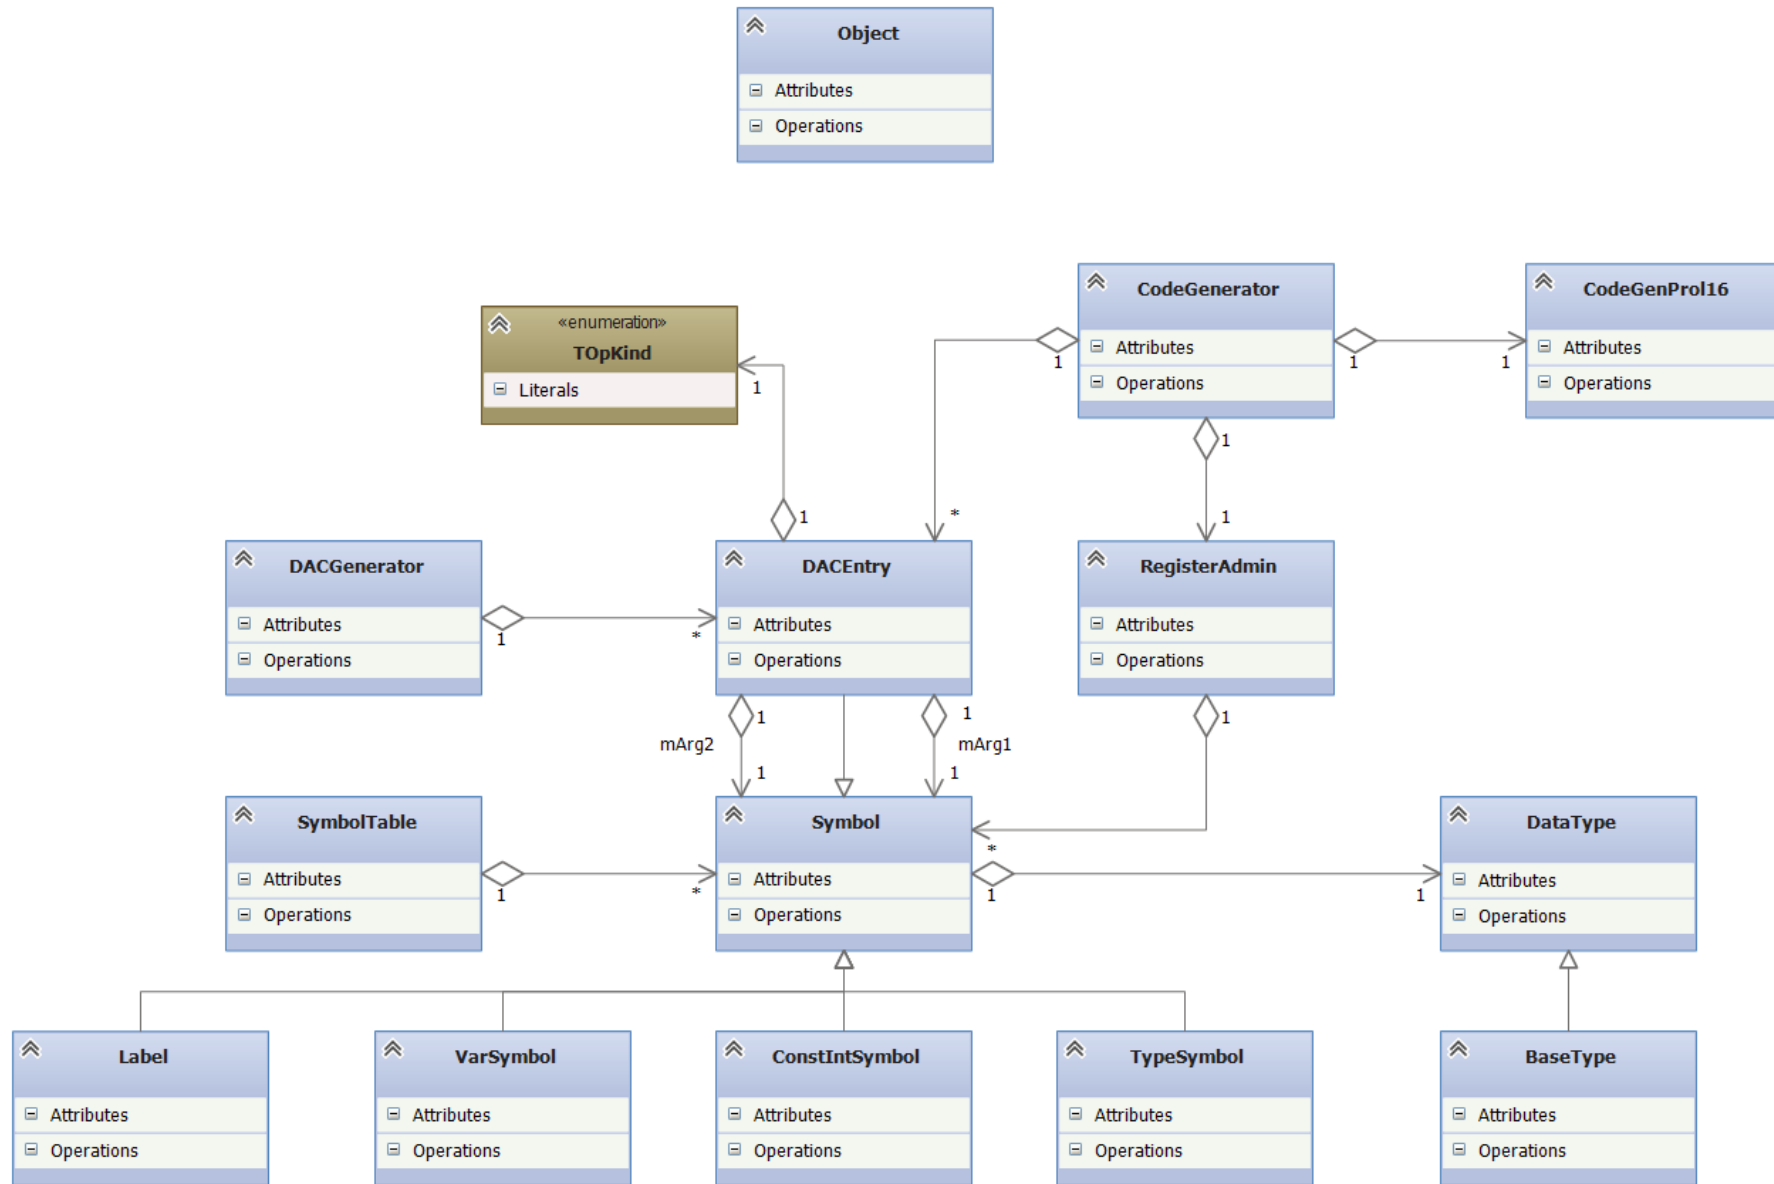 Object
Attributes
Operations
CodeGenerator
Attributes
Operations
1
1
1
CodeGenProl16
Attributes
Operations
1
«enumeration»
TOpKind
Literals
1
1
*
1
DACGenerator
Attributes
Operations
1
*
DACEntry
Attributes
Operations
RegisterAdmin
Attributes
Operations
1
mArg2
1
1
mArg1
1
1
*
SymbolTable
Attributes
Operations
1
*
Symbol
Attributes
Operations
1
1
DataType
Attributes
Operations
Label
Attributes
Operations
VarSymbol
Attributes
Operations
ConstIntSymbol
Attributes
Operations
TypeSymbol
Attributes
Operations
BaseType
Attributes
Operations